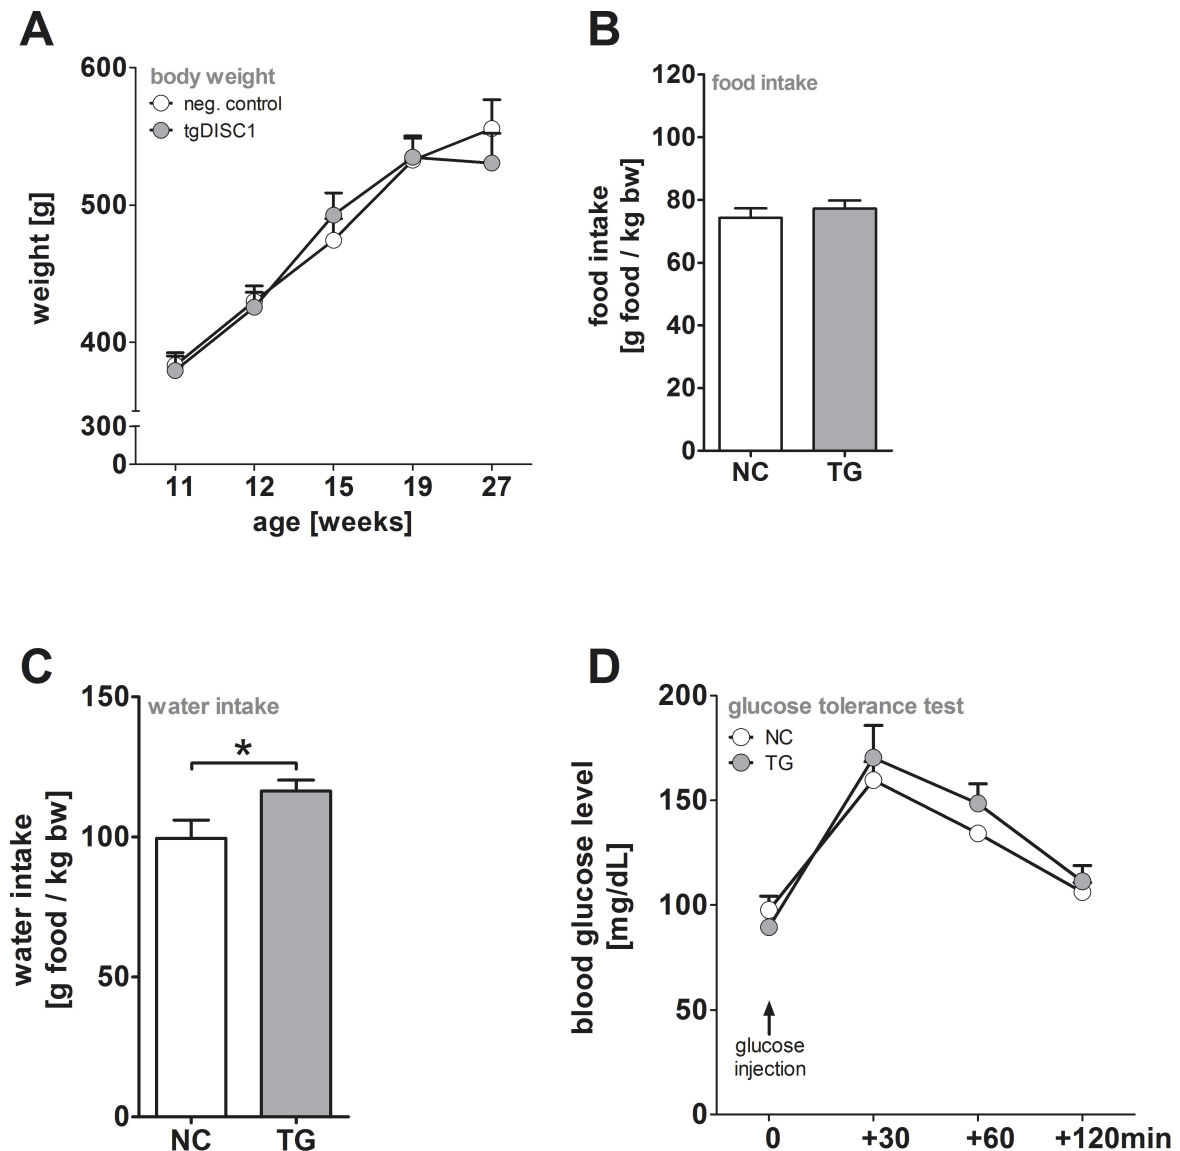 A
600
500
400
300
0
weight [g]
body weight
neg. control
tgDISC1
11 12 15 19 27
age [weeks]
B
120
100
80
60
40
20
0
food intake
[g food / kg bw]
food intake
NC TG
C
150
100
50
0
water intake
[g food / kg bw]
water intake
*
NC TG
D
200
150
100
50
0
blood glucose level
[mg/dL]
glucose tolerance test
NC
TG
glucose
injection
0 +30 +60 +120min